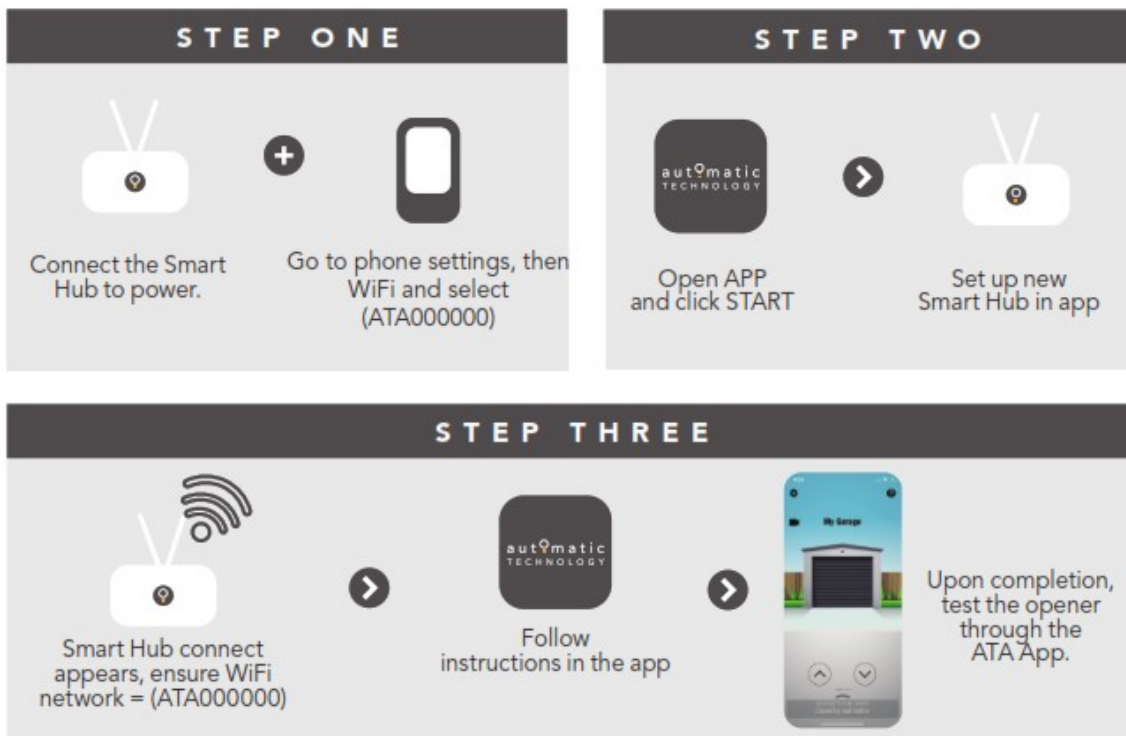 STEP ONE
Connect the Smart
Hub to power.
Go to phone settings, then
WiFi and select
(ATA000000)
STEP TWO
automatic
TECHNOLOGY
Open APP
and click START
Set up new
Smart Hub in app
STEP THREE
Smart Hub connect
appears, ensure WiFi
network = (ATA000000)
automatic
TECHNOLOGY
Follow
instructions in the app
My Garage
Upon completion,
test the opener
through the
ATA App.